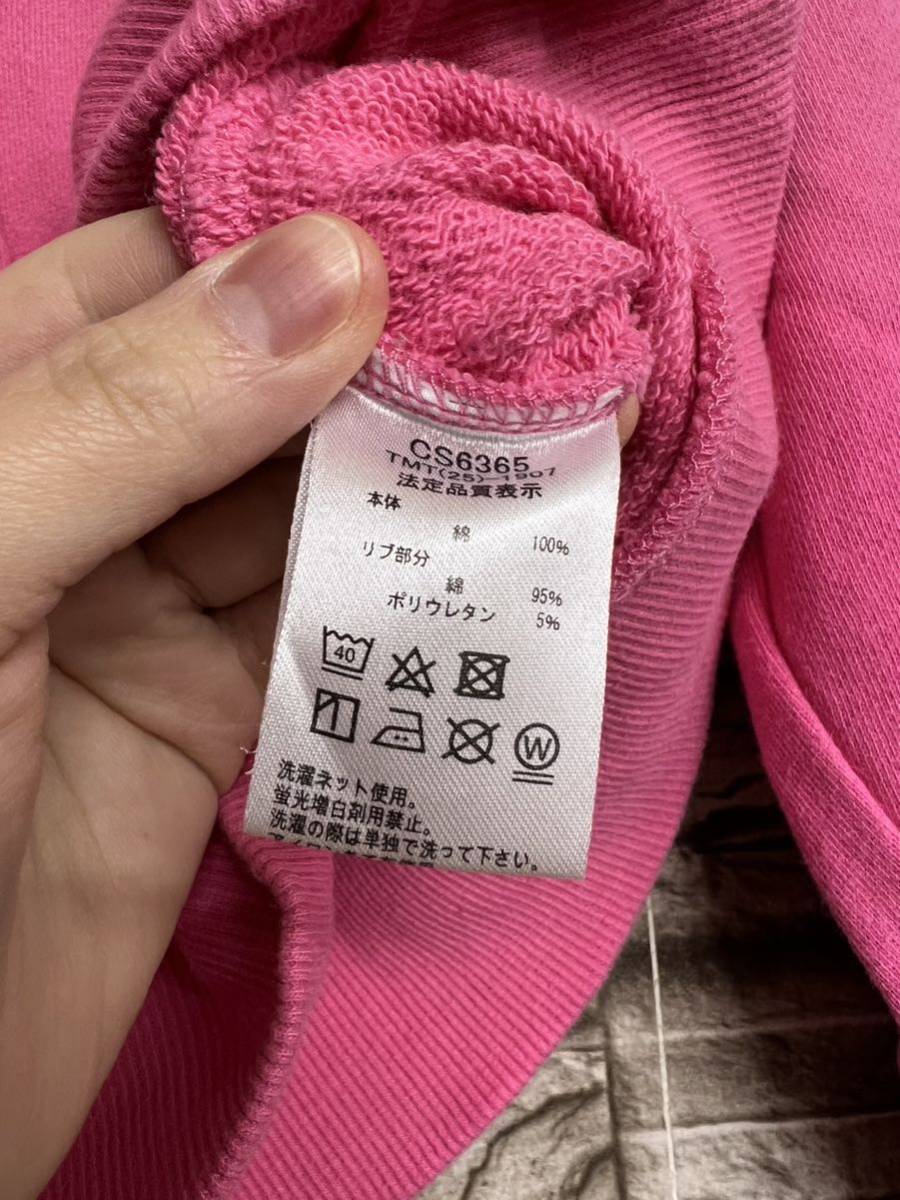 CS6365
TMT(25)-1907
法定品質表示
本体
綿 100%
リブ部分
綿 95%
ポリウレタン 5%
40
W
洗濯ネット使用。
蛍光増白剤用禁止。
洗濯の際は単独で洗って下さい。